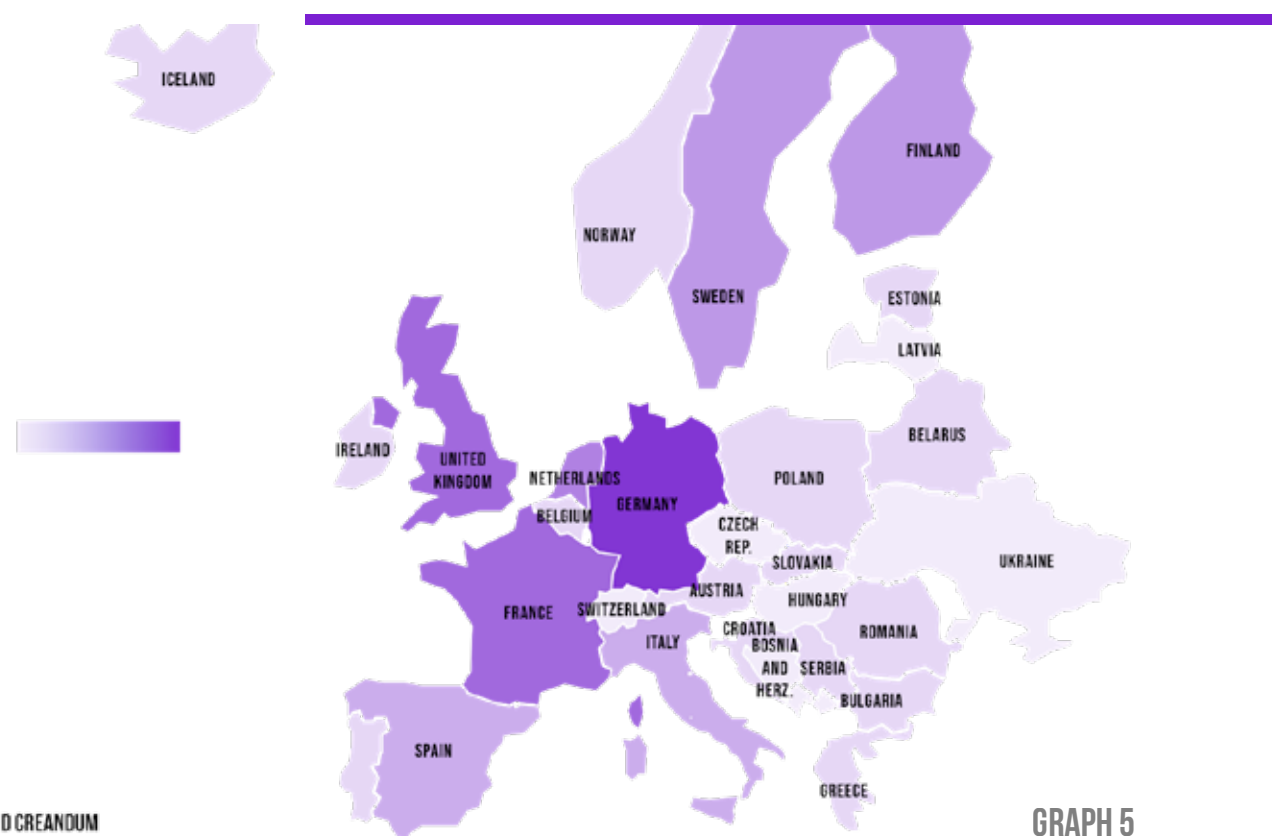 ICELAND
FINLAND
NORWAY
SWEDEN
ESTONIA
LATVIA
BELARUS
IRELAND
UNITED
KINGDOM
NETHERLANDS
POLAND
GERMANY
BELGIUM
CZECH
REP.
SLOVAKIA
UKRAINE
AUSTRIA
HUNGARY
SWITZERLAND
FRANCE
CROATIA
ROMANIA
ITALY
BOSNIA
AND
HERZ.
SERBIA
BULGARIA
SPAIN
GREECE
D CREANDUM
GRAPH 5